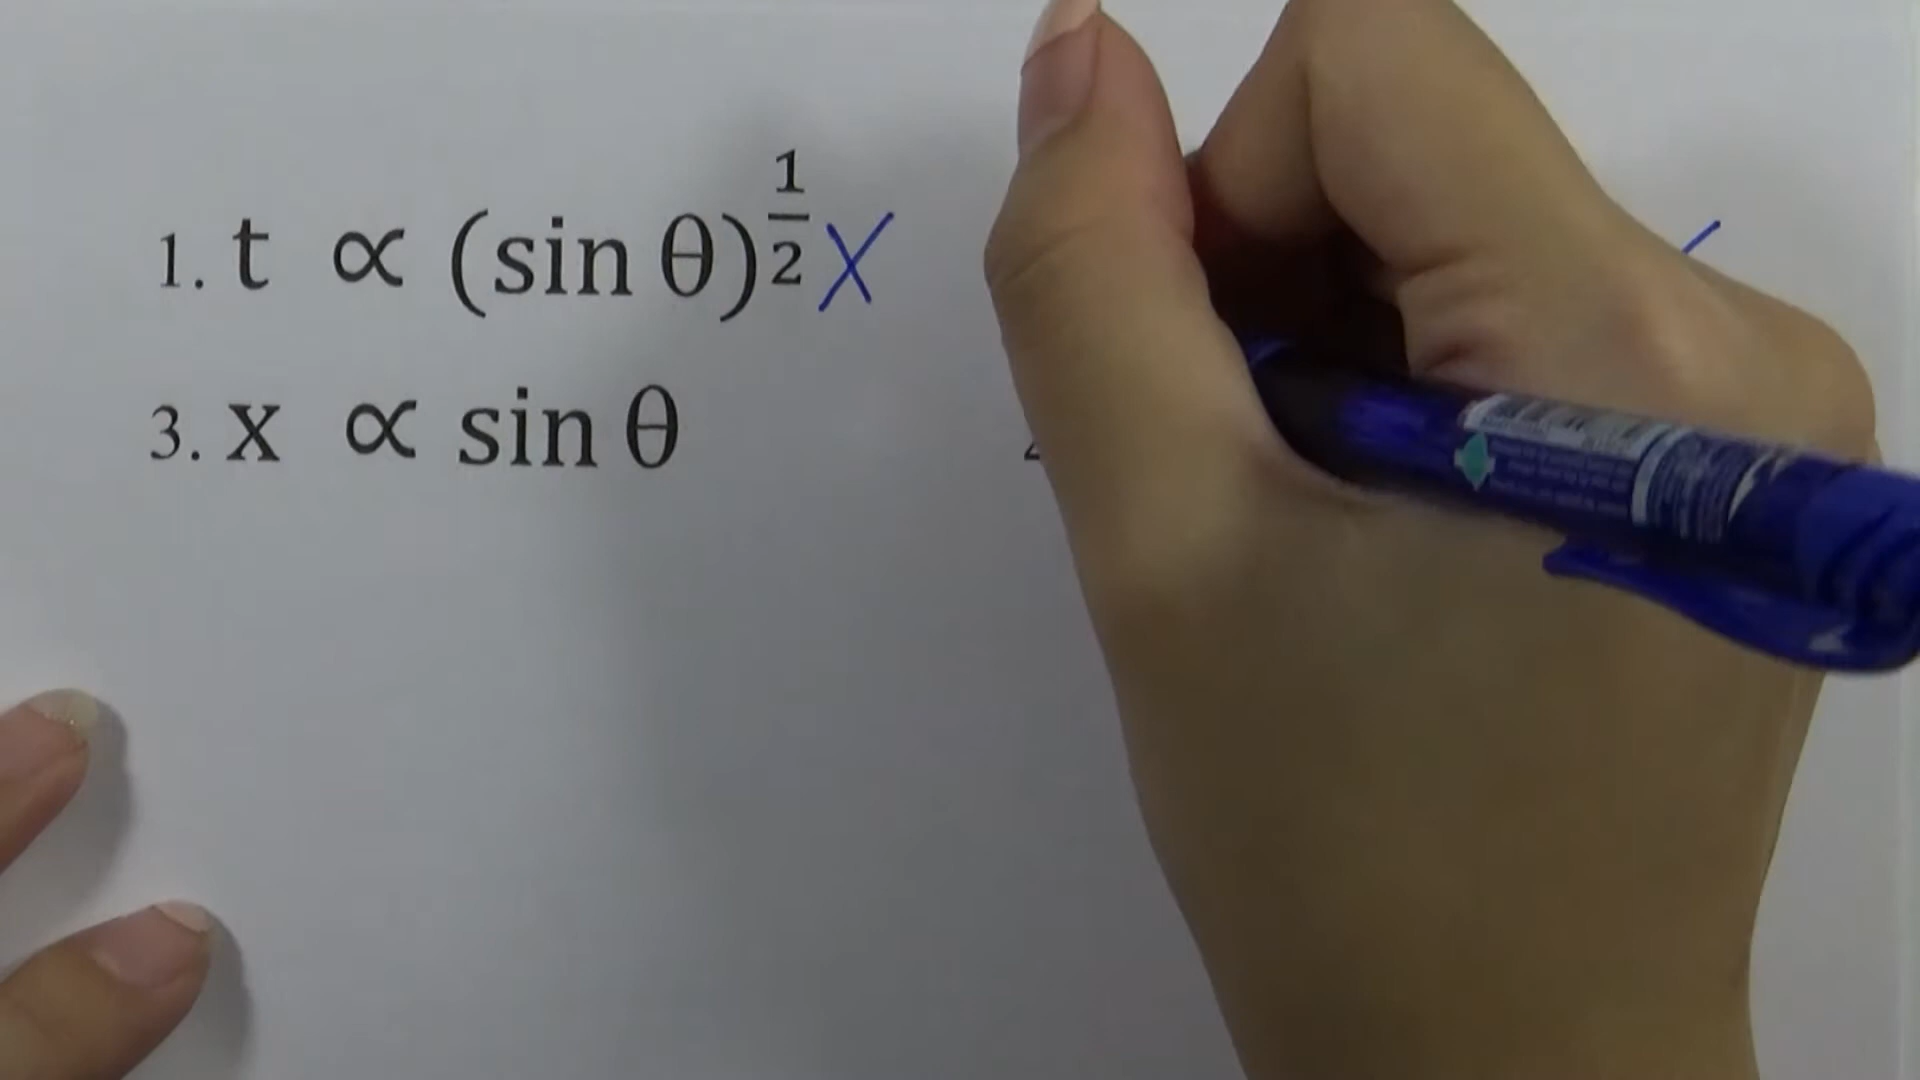 1. t ∝ (sin θ)^(1/2) X
3. x ∝ sin θ